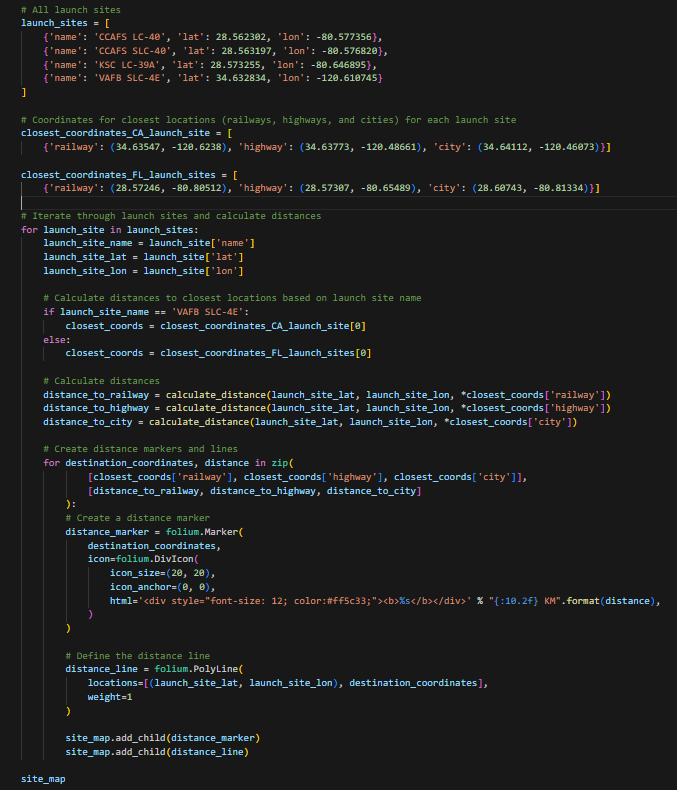 # All launch sites
launch_sites = [
    {'name': 'CCAFS LC-40', 'lat': 28.562302, 'lon': -80.577356},
    {'name': 'CCAFS SLC-40', 'lat': 28.563197, 'lon': -80.576820},
    {'name': 'KSC LC-39A', 'lat': 28.573255, 'lon': -80.646895},
    {'name': 'VAFB SLC-4E', 'lat': 34.632834, 'lon': -120.610745}
]

# Coordinates for closest locations (railways, highways, and cities) for each launch site
closest_coordinates_CA_launch_site = [
    {'railway': (34.63547, -120.6238), 'highway': (34.63773, -120.48661), 'city': (34.64112, -120.46073)}]

closest_coordinates_FL_launch_sites = [
    {'railway': (28.57246, -80.80512), 'highway': (28.57307, -80.65489), 'city': (28.60743, -80.81334)}]

# Iterate through launch sites and calculate distances
for launch_site in launch_sites:
    launch_site_name = launch_site['name']
    launch_site_lat = launch_site['lat']
    launch_site_lon = launch_site['lon']

    # Calculate distances to closest locations based on launch site name
    if launch_site_name == 'VAFB SLC-4E':
        closest_coords = closest_coordinates_CA_launch_site[0]
    else:
        closest_coords = closest_coordinates_FL_launch_sites[0]

    # Calculate distances
    distance_to_railway = calculate_distance(launch_site_lat, launch_site_lon, *closest_coords['railway'])
    distance_to_highway = calculate_distance(launch_site_lat, launch_site_lon, *closest_coords['highway'])
    distance_to_city = calculate_distance(launch_site_lat, launch_site_lon, *closest_coords['city'])

    # Create distance markers and lines
    for destination_coordinates, distance in zip(
            [closest_coords['railway'], closest_coords['highway'], closest_coords['city']],
            [distance_to_railway, distance_to_highway, distance_to_city]
        ):
        # Create a distance marker
        distance_marker = folium.Marker(
            destination_coordinates,
            icon=folium.DivIcon(
                icon_size=(20, 20),
                icon_anchor=(0, 0),
                html='<div style="font-size: 12; color:#ff5c33;"><b>%s</b></div>' % "{:10.2f} KM".format(distance),
            )
        )

        # Define the distance line
        distance_line = folium.PolyLine(
            locations=[(launch_site_lat, launch_site_lon), destination_coordinates],
            weight=1
        )

        site_map.add_child(distance_marker)
        site_map.add_child(distance_line)

site_map